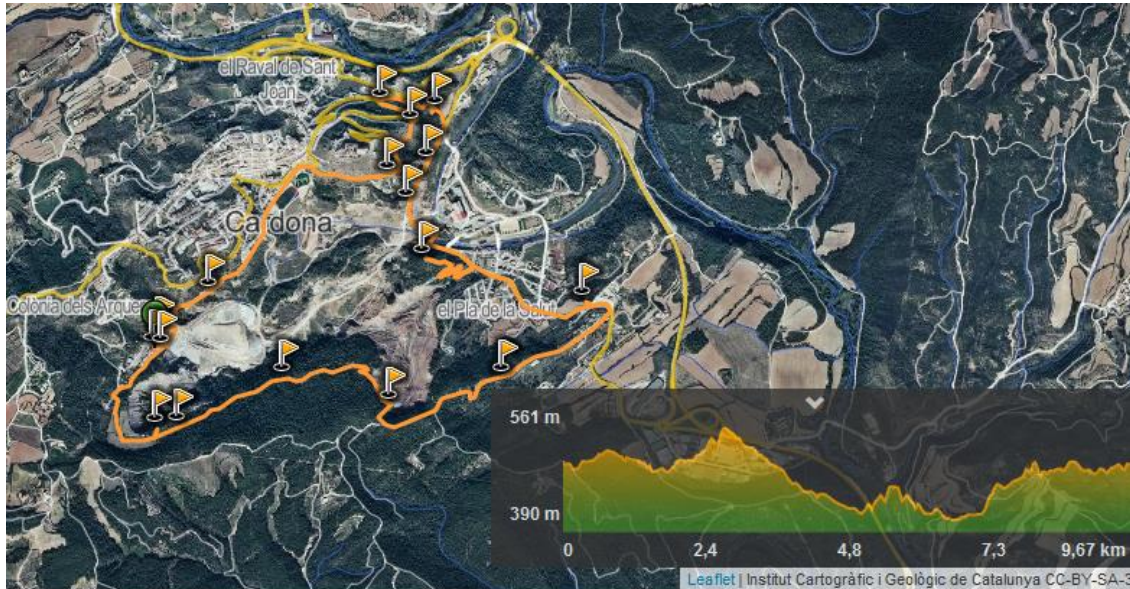 el Raval de Sant
Joan
Cardona
Colònia dels Arquer
el Pla de la Salut
561 m
390 m
0 2,4 4,8 7,3 9,67 km
Leaflet | Institut Cartogràfic i Geològic de Catalunya CC-BY-SA-3